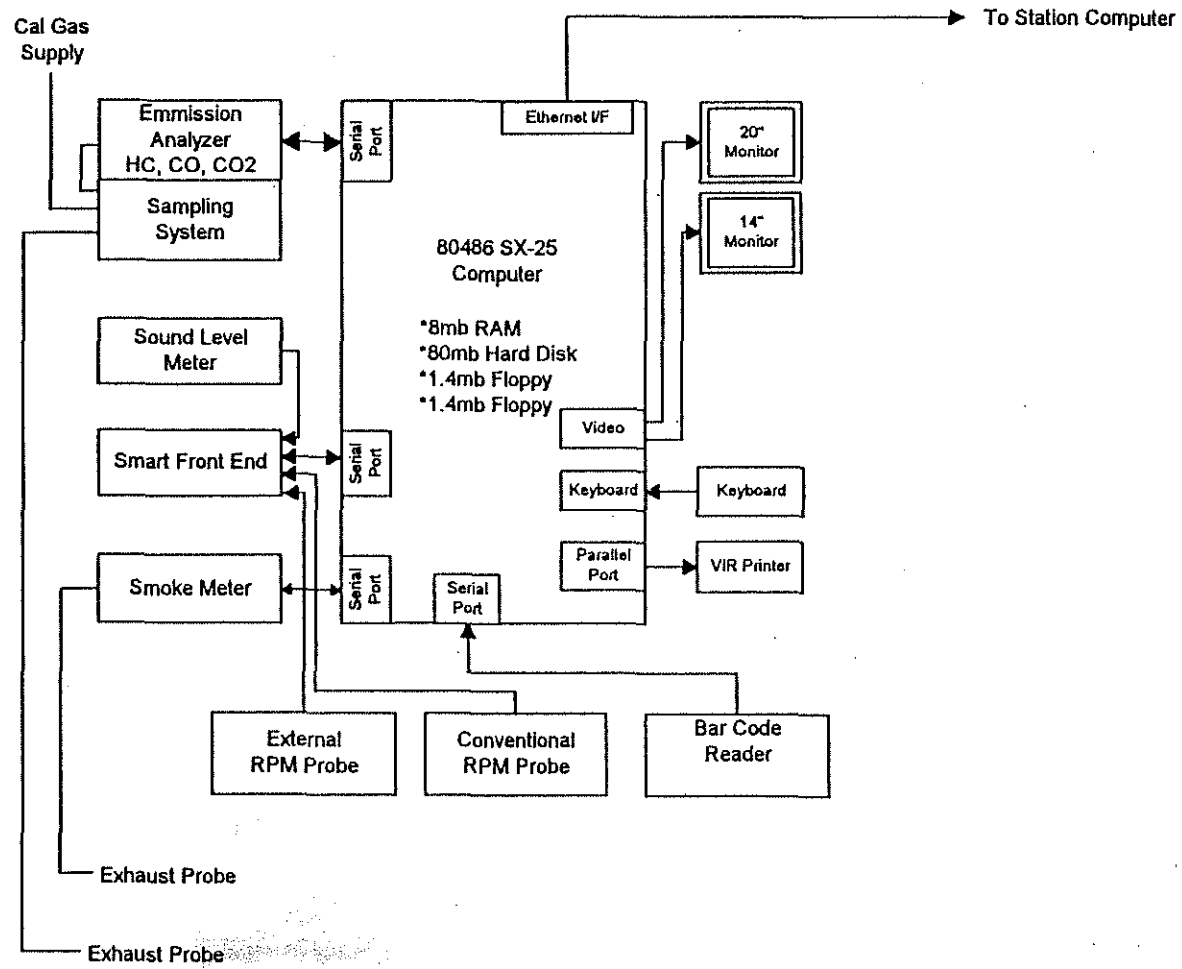 To Station Computer
Cal Gas
Supply
Emmission
Analyzer
HC, CO, CO2
Serial
Port
Ethernet I/F
20"
Monitor
Sampling
System
14"
Monitor
80486 SX-25
Computer
*8mb RAM
*80mb Hard Disk
*1.4mb Floppy
*1.4mb Floppy
Sound Level
Meter
Video
Smart Front End
Serial
Port
Keyboard
Keyboard
Parallel
Port
VIR Printer
Smoke Meter
Serial
Port
Serial
Port
External
RPM Probe
Conventional
RPM Probe
Bar Code
Reader
Exhaust Probe
Exhaust Probe